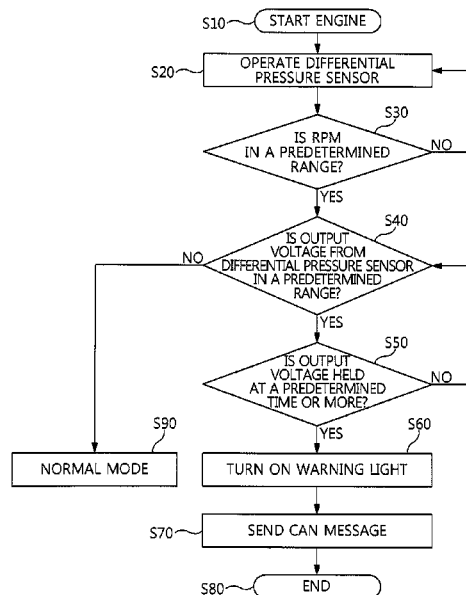 S10
START ENGINE
S20
OPERATE DIFFERENTIAL
PRESSURE SENSOR
S30
IS RPM
IN A PREDETERMINED
RANGE?
NO
YES
S40
IS OUTPUT
VOLTAGE FROM
DIFFERENTIAL PRESSURE SENSOR
IN A PREDETERMINED
RANGE?
NO
YES
S50
IS OUTPUT
VOLTAGE HELD
AT A PREDETERMINED
TIME OR MORE?
NO
YES
S90
NORMAL MODE
S60
TURN ON WARNING LIGHT
S70
SEND CAN MESSAGE
S80
END